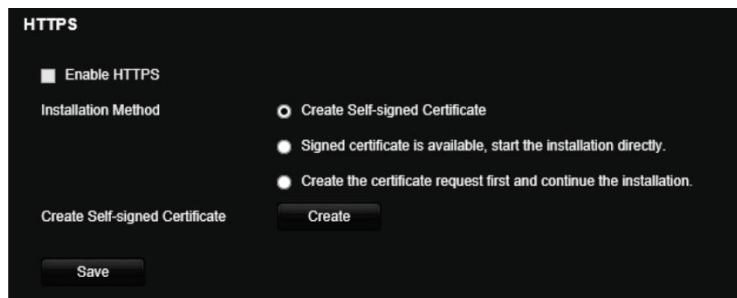 HTTPS
Enable HTTPS
Installation Method
Create Self-signed Certificate
Signed certificate is available, start the installation directly.
Create the certificate request first and continue the installation.
Create Self-signed Certificate
Create
Save